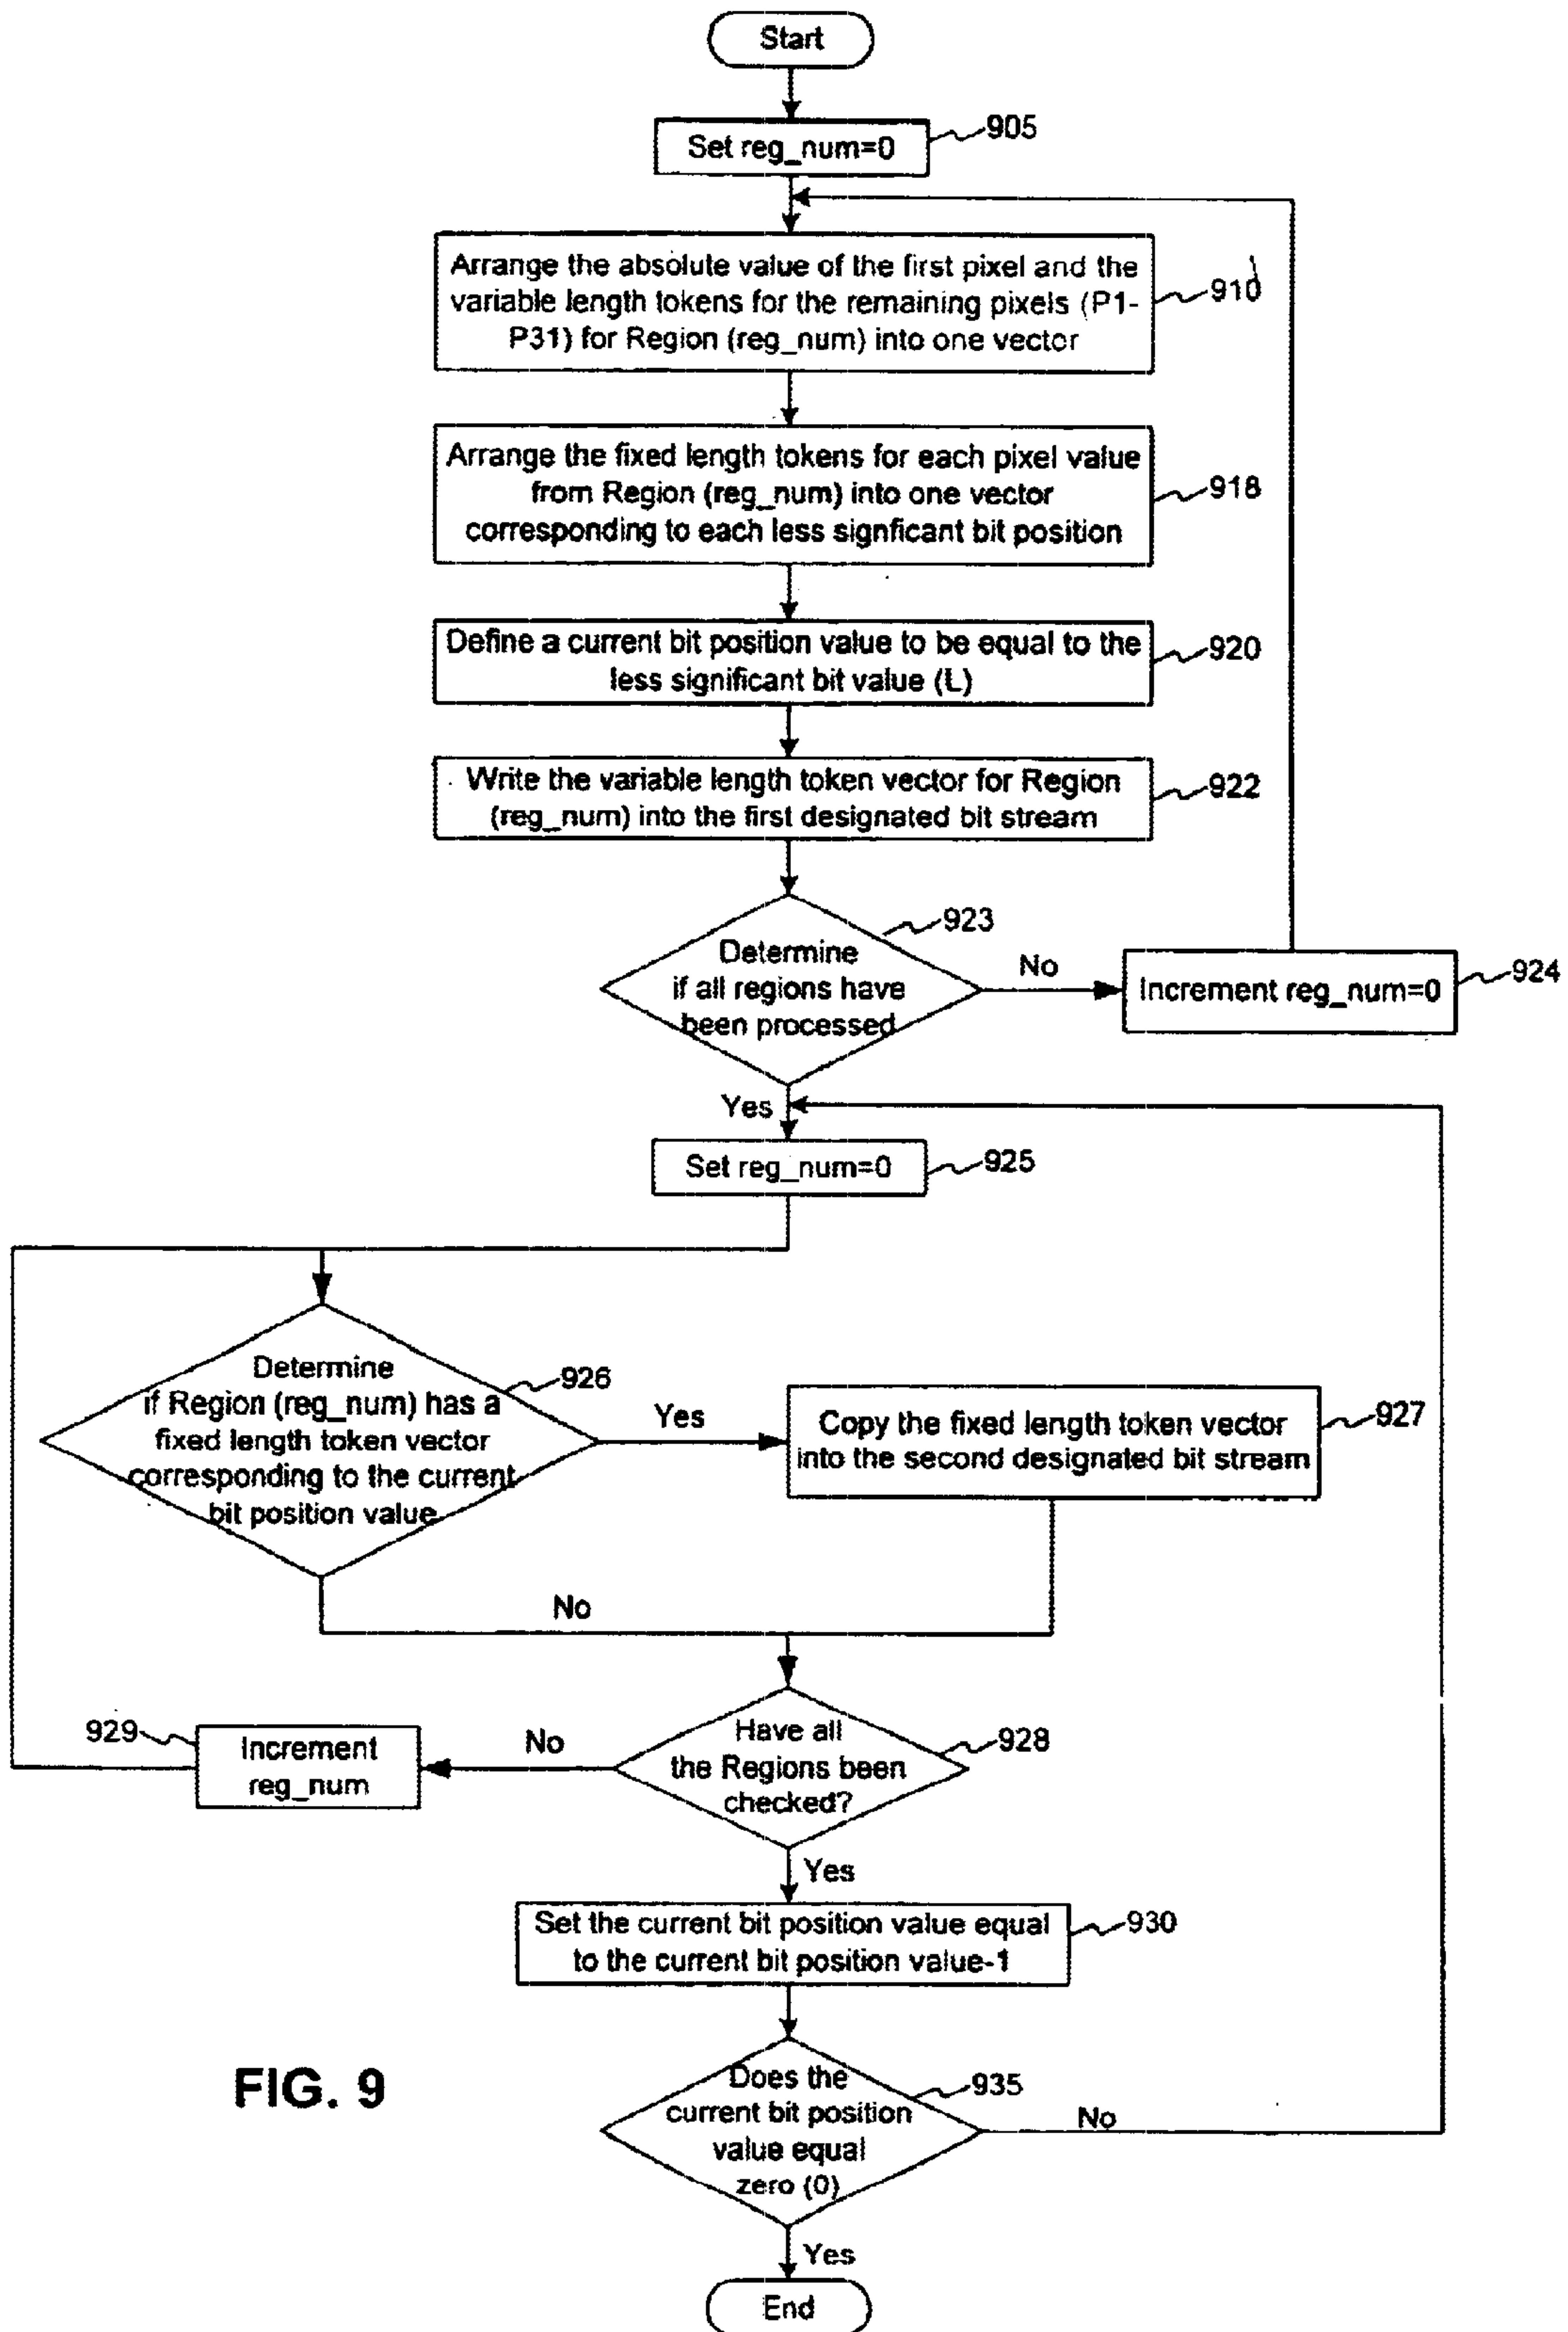 Start
Set reg_num=0
905
Arrange the absolute value of the first pixel and the
variable length tokens for the remaining pixels (P1-
P31) for Region (reg_num) into one vector
910
Arrange the fixed length tokens for each pixel value
from Region (reg_num) into one vector
corresponding to each less signficant bit position
918
Define a current bit position value to be equal to the
less significant bit value (L)
920
Write the variable length token vector for Region
(reg_num) into the first designated bit stream
922
Determine
if all regions have
been processed
923
No
Increment reg_num=0
924
Yes
Set reg_num=0
925
Determine
if Region (reg_num) has a
fixed length token vector
corresponding to the current
bit position value
926
Yes
Copy the fixed length token vector
into the second designated bit stream
927
No
Have all
the Regions been
checked?
928
No
Increment
reg_num
929
Yes
Set the current bit position value equal
to the current bit position value-1
930
Does the
current bit position
value equal
zero (0)
935
No
Yes
End
FIG. 9